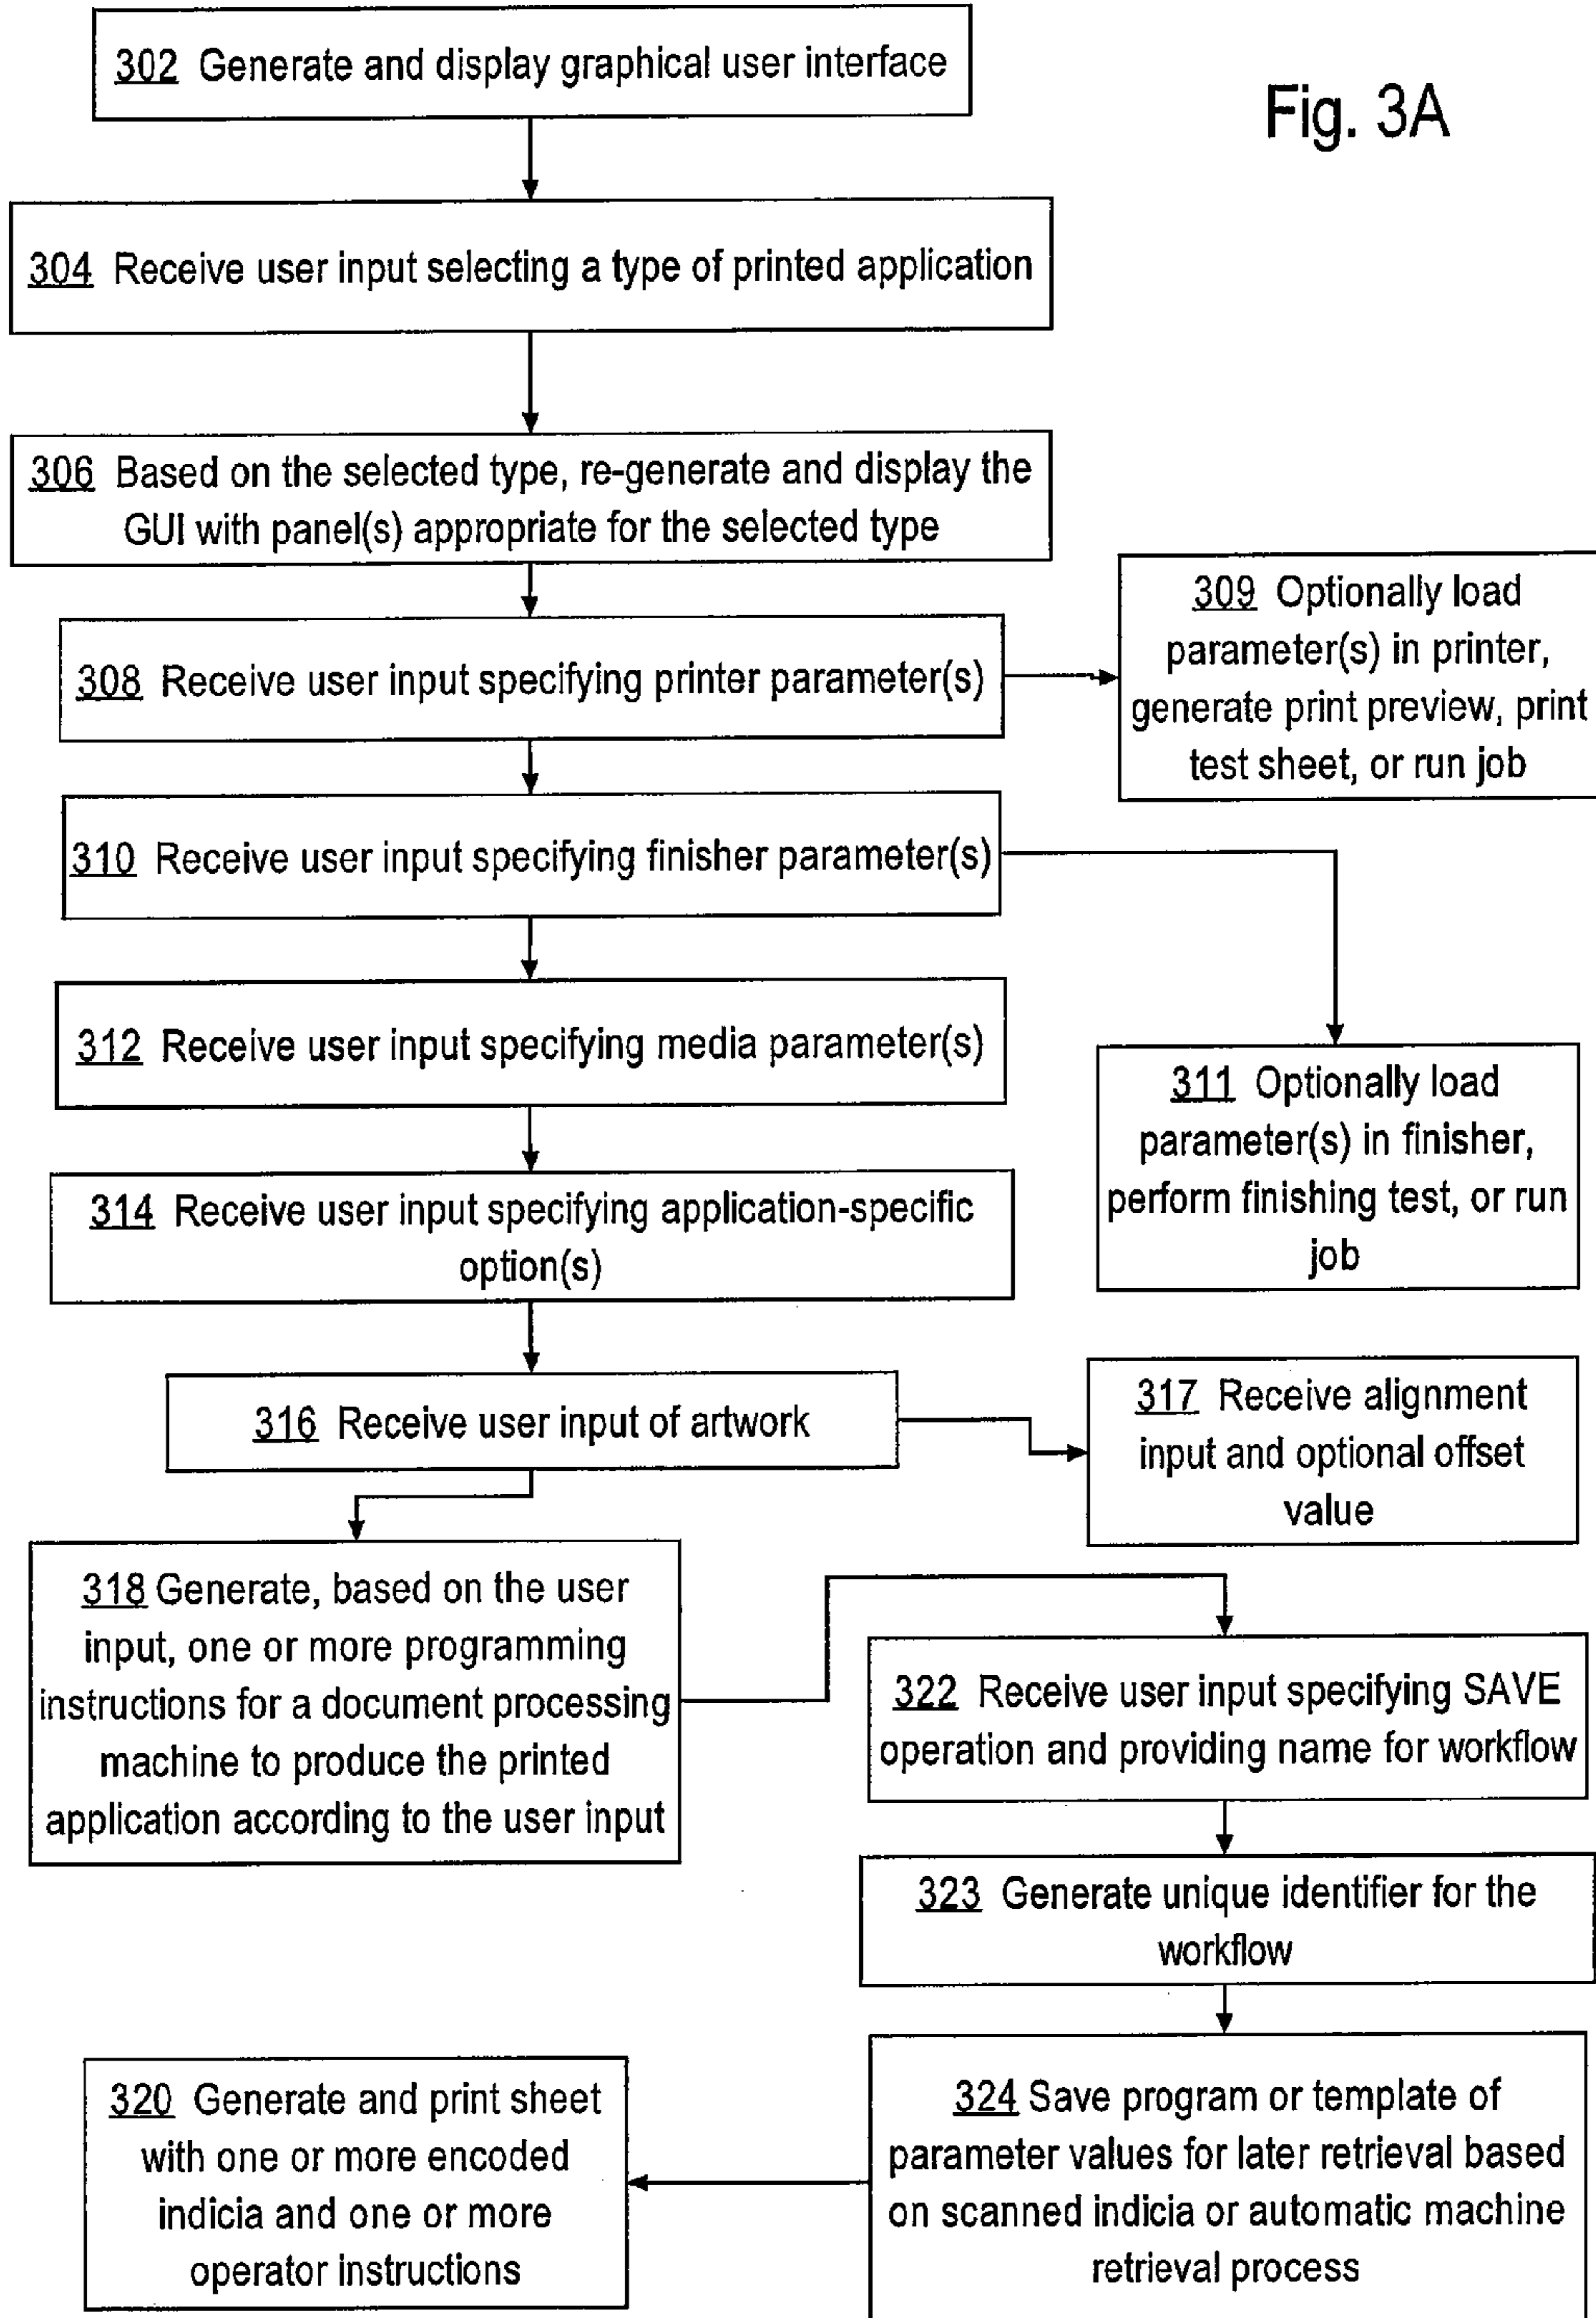 302 Generate and display graphical user interface
Fig. 3A
304 Receive user input selecting a type of printed application
306 Based on the selected type, re-generate and display the
GUI with panel(s) appropriate for the selected type
308 Receive user input specifying printer parameter(s)
309 Optionally load
parameter(s) in printer,
generate print preview, print
test sheet, or run job
310 Receive user input specifying finisher parameter(s)
312 Receive user input specifying media parameter(s)
311 Optionally load
parameter(s) in finisher,
perform finishing test, or run
job
314 Receive user input specifying application-specific
option(s)
316 Receive user input of artwork
317 Receive alignment
input and optional offset
value
318 Generate, based on the user
input, one or more programming
instructions for a document processing
machine to produce the printed
application according to the user input
322 Receive user input specifying SAVE
operation and providing name for workflow
323 Generate unique identifier for the
workflow
324 Save program or template of
parameter values for later retrieval based
on scanned indicia or automatic machine
retrieval process
320 Generate and print sheet
with one or more encoded
indicia and one or more
operator instructions